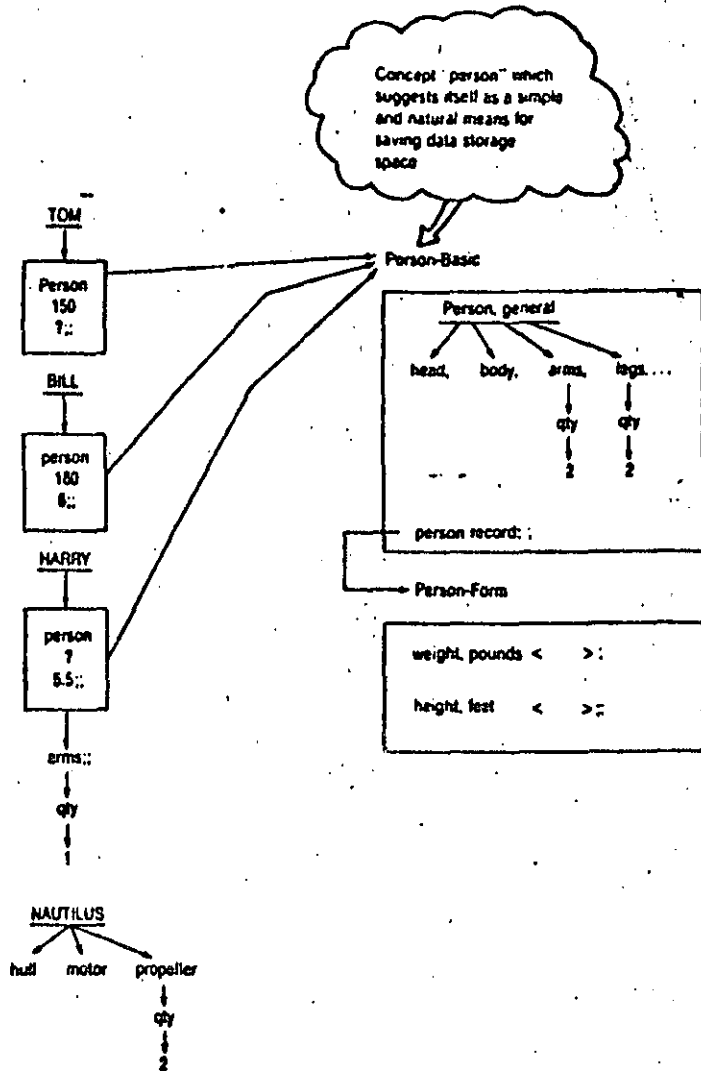 Concept "person" which
suggests itself as a simple
and natural means for
saving data storage
space
TOM
Person
150
?;;
BILL
person
180
6;;
HARRY
person
?
5.5;;
arms;;
qty
1
NAUTILUS
hull motor propeller
qty
2
Person-Basic
Person, general
head, body, arms, legs, ...
qty qty
2 2
person record; ;
Person-Form
weight, pounds < > ;
height, feet < > ;;